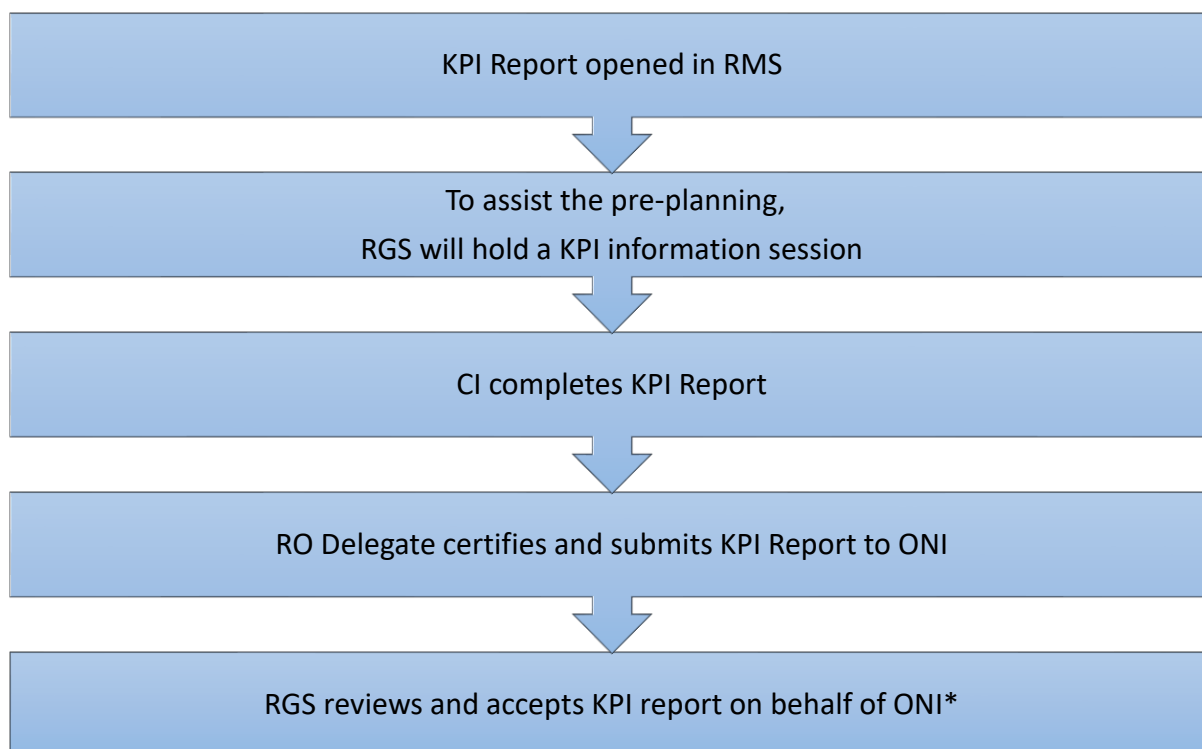 KPI Report opened in RMS
To assist the pre-planning,
RGS will hold a KPI information session
CI completes KPI Report
RO Delegate certifies and submits KPI Report to ONI
RGS reviews and accepts KPI report on behalf of ONI*